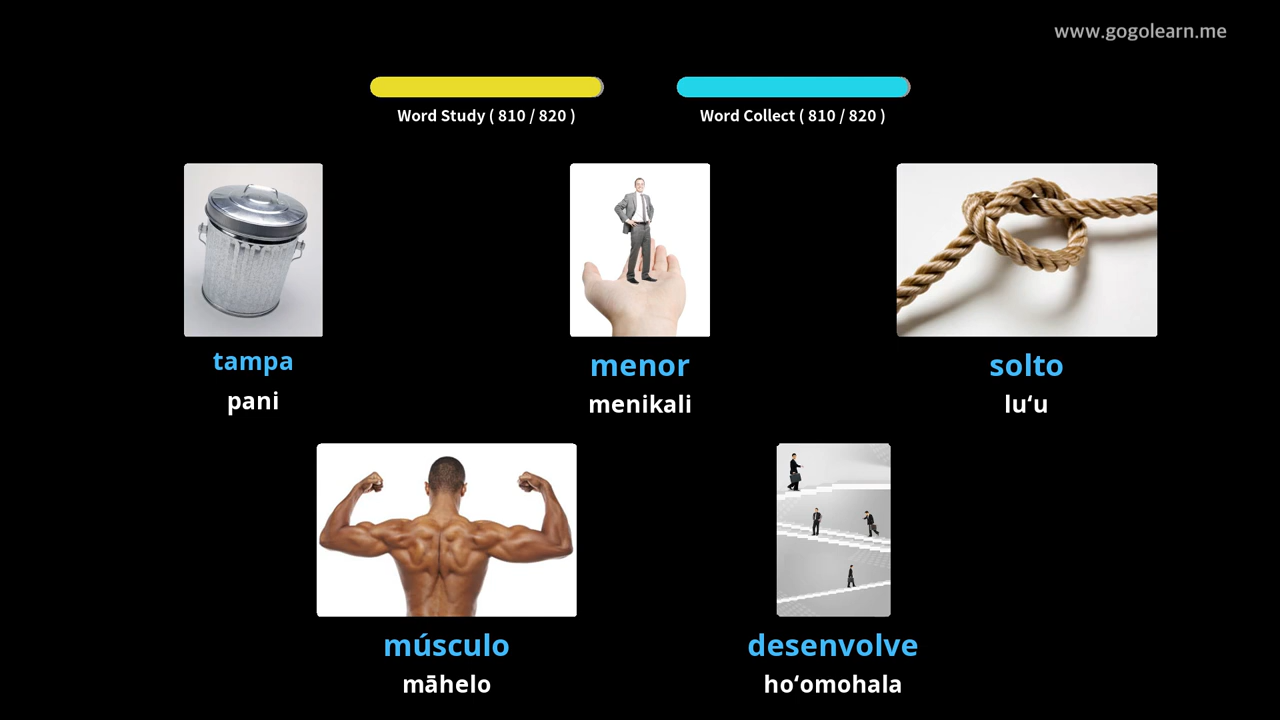 www.gogolearn.me
Word Study ( 810 / 820 )
Word Collect ( 810 / 820 )
tampa
pani
menor
menikali
solto
luʻu
músculo
māhelo
desenvolve
hoʻomohala